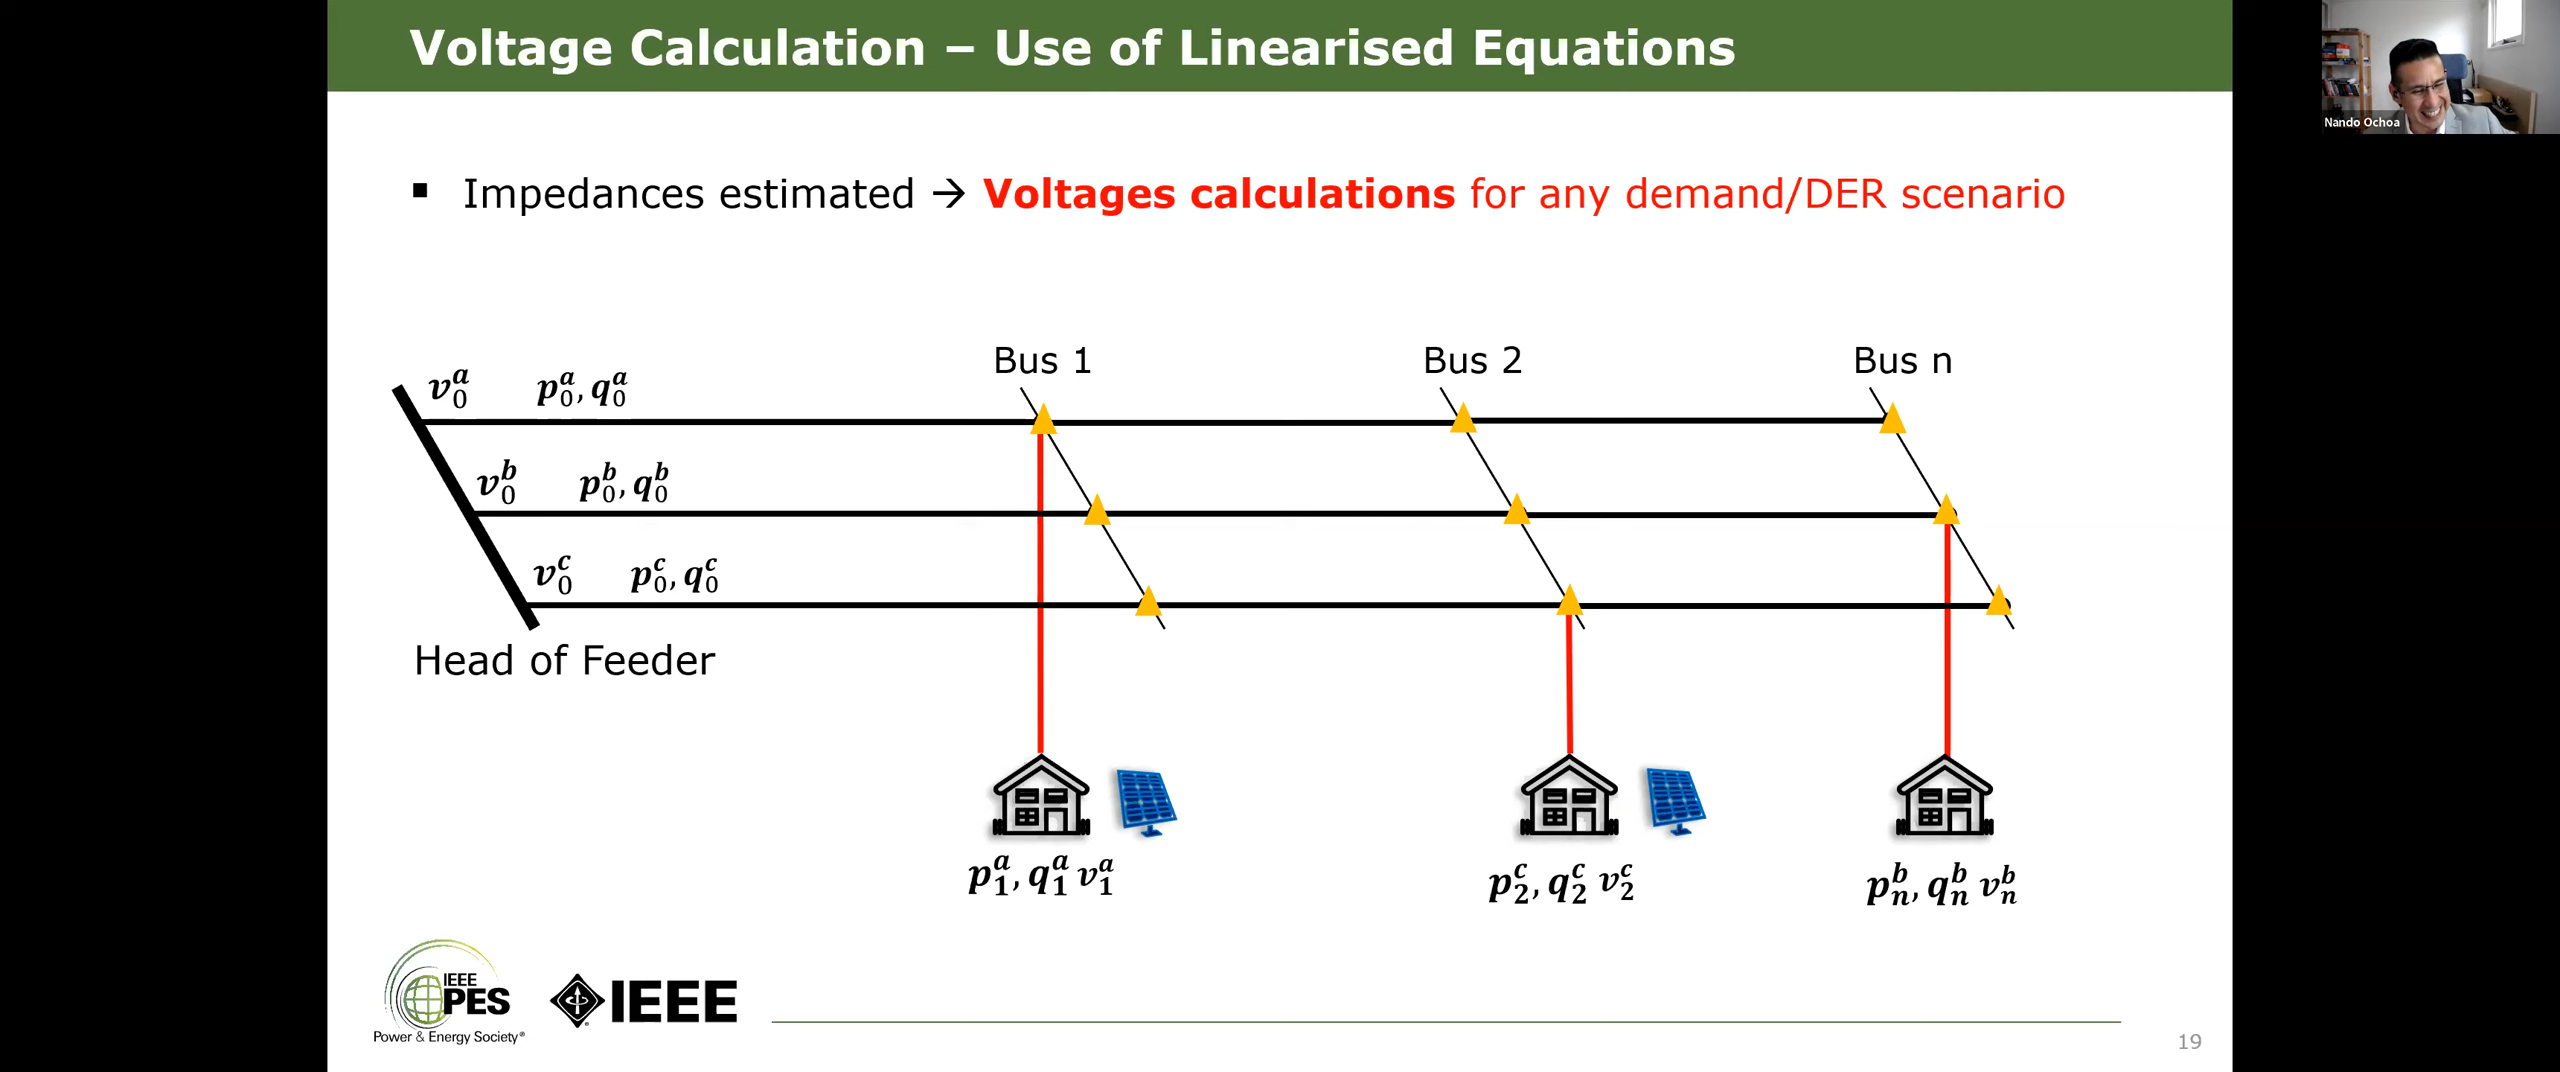 Voltage Calculation – Use of Linearised Equations
Nando Ochoa
▪ Impedances estimated → Voltages calculations for any demand/DER scenario
Bus 1
Bus 2
Bus n
v₀ᵃ p₀ᵃ, q₀ᵃ
v₀ᵇ p₀ᵇ, q₀ᵇ
v₀ᶜ p₀ᶜ, q₀ᶜ
Head of Feeder
p₁ᵃ, q₁ᵃ v₁ᵃ
p₂ᶜ, q₂ᶜ v₂ᶜ
pₙᵇ, qₙᵇ vₙᵇ
IEEE
PES
Power & Energy Society®
IEEE
19